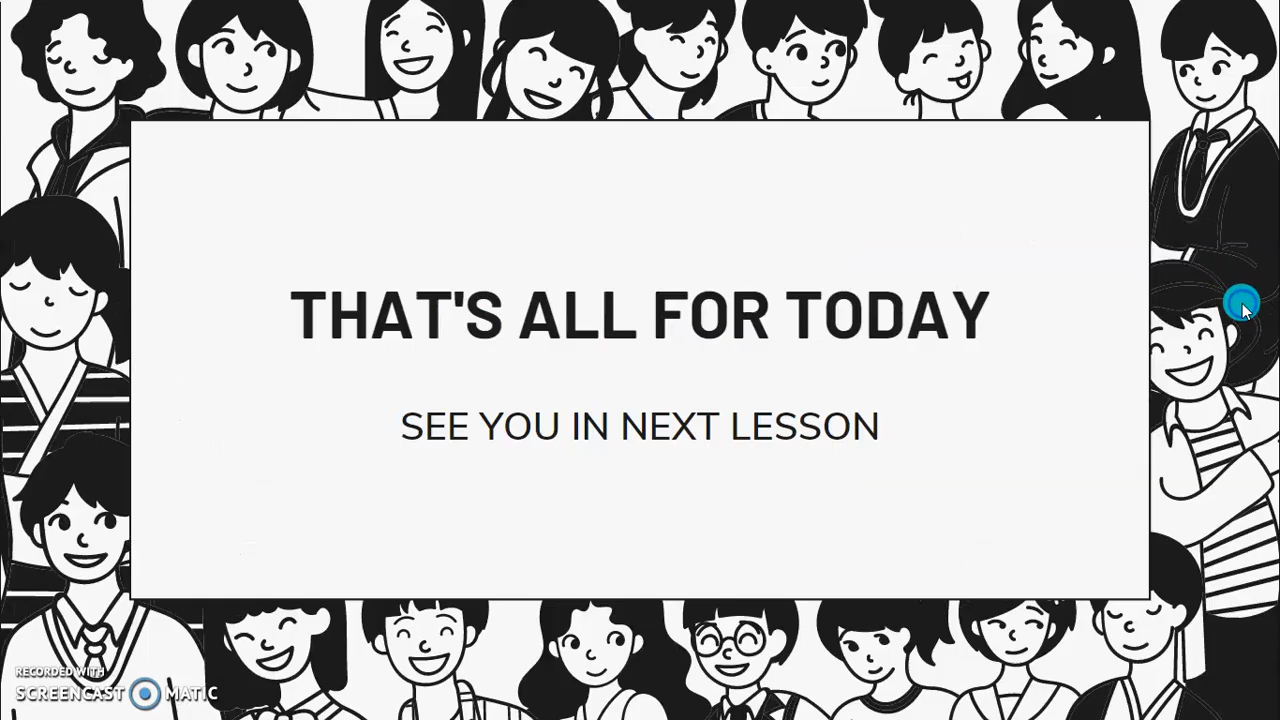 THAT'S ALL FOR TODAY
SEE YOU IN NEXT LESSON
RECORDED WITH
SCREENCAST MATIC